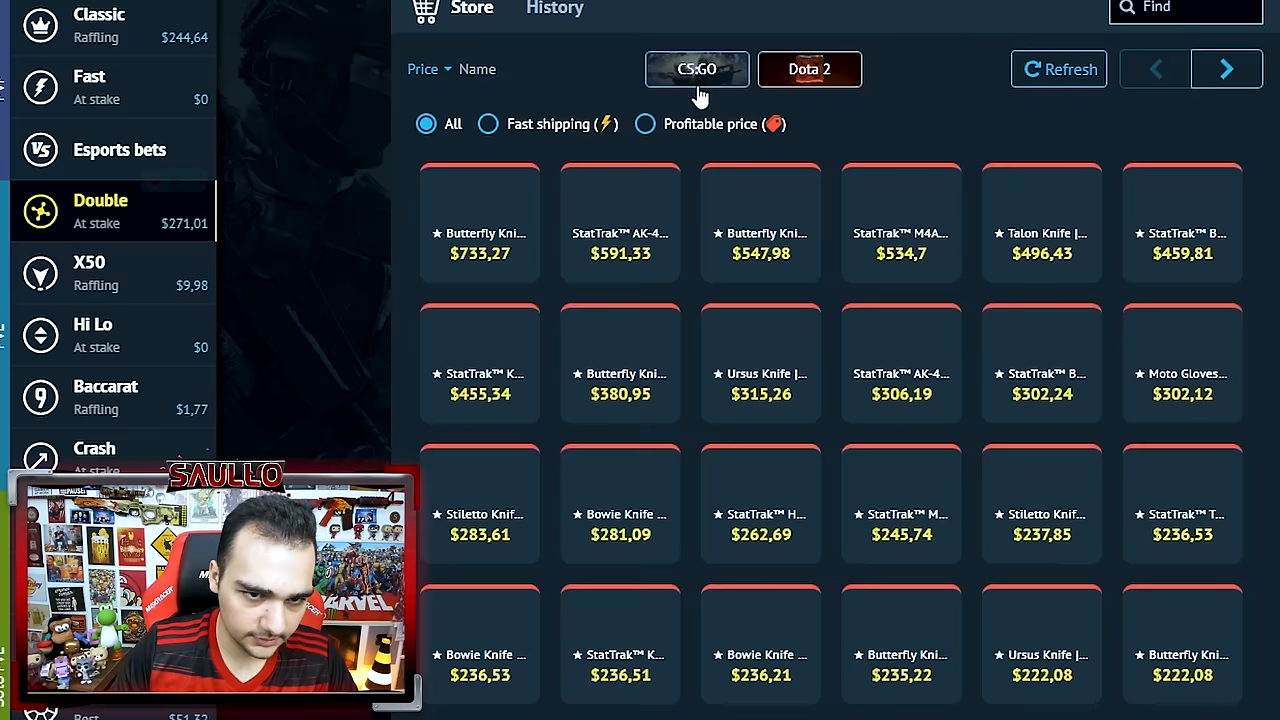 Classic
Raffling $244,64
Fast
At stake $0
Esports bets
Double
At stake $271,01
X50
Raffling $9,98
Hi Lo
At stake $0
Baccarat
Raffling $1,77
Crash
At stake
Best $51,32
Store History
Find
Price Name
CS:GO
Dota 2
Refresh
All Fast shipping ( ) Profitable price ( )
★ Butterfly Kni... StatTrak™ AK-4... ★ Butterfly Kni... StatTrak™ M4A... ★ Talon Knife |... ★ StatTrak™ B...
$733,27 $591,33 $547,98 $534,7 $496,43 $459,81
★ StatTrak™ K... ★ Butterfly Kni... ★ Ursus Knife |... StatTrak™ AK-4... ★ StatTrak™ B... ★ Moto Gloves...
$455,34 $380,95 $315,26 $306,19 $302,24 $302,12
★ Stiletto Knif... ★ Bowie Knife ... ★ StatTrak™ H... ★ StatTrak™ M... ★ Stiletto Knif... ★ StatTrak™ T...
$283,61 $281,09 $262,69 $245,74 $237,85 $236,53
★ Bowie Knife ... ★ StatTrak™ K... ★ Bowie Knife ... ★ Butterfly Kni... ★ Ursus Knife |... ★ Butterfly Kni...
$236,53 $236,51 $236,21 $235,22 $222,08 $222,08
SAULLO
MARVEL